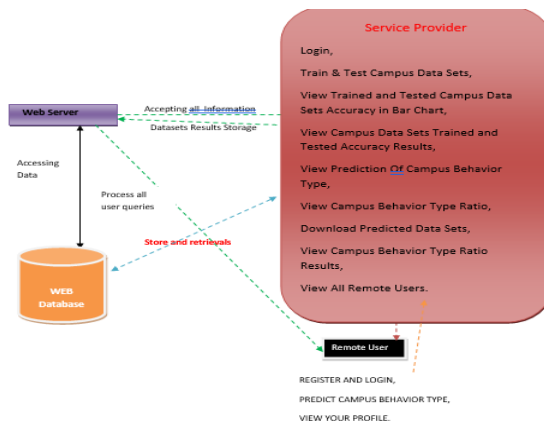 Service Provider
Login,
Train & Test Campus Data Sets,
View Trained and Tested Campus Data
Sets Accuracy in Bar Chart,
View Campus Data Sets Trained and
Tested Accuracy Results,
View Prediction Of Campus Behavior
Type,
View Campus Behavior Type Ratio,
Download Predicted Data Sets,
View Campus Behavior Type Ratio
Results,
View All Remote Users.
Web Server
Accepting all Information
Datasets Results Storage
Accessing
Data
Process all
user queries
Store and retrievals
WEB
Database
Remote User
REGISTER AND LOGIN,
PREDICT CAMPUS BEHAVIOR TYPE,
VIEW YOUR PROFILE.